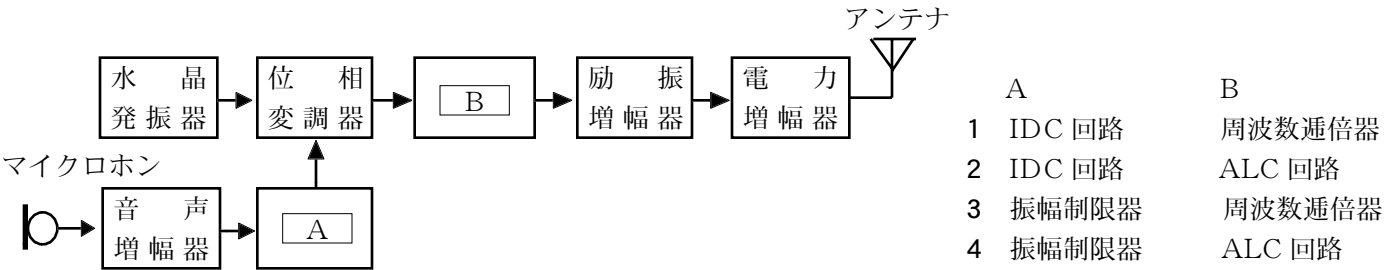 アンテナ
水晶発振器
位相変調器
B
励振増幅器
電力増幅器
マイクロホン
音声増幅器
A
A B
1 IDC 回路 周波数逓倍器
2 IDC 回路 ALC 回路
3 振幅制限器 周波数逓倍器
4 振幅制限器 ALC 回路